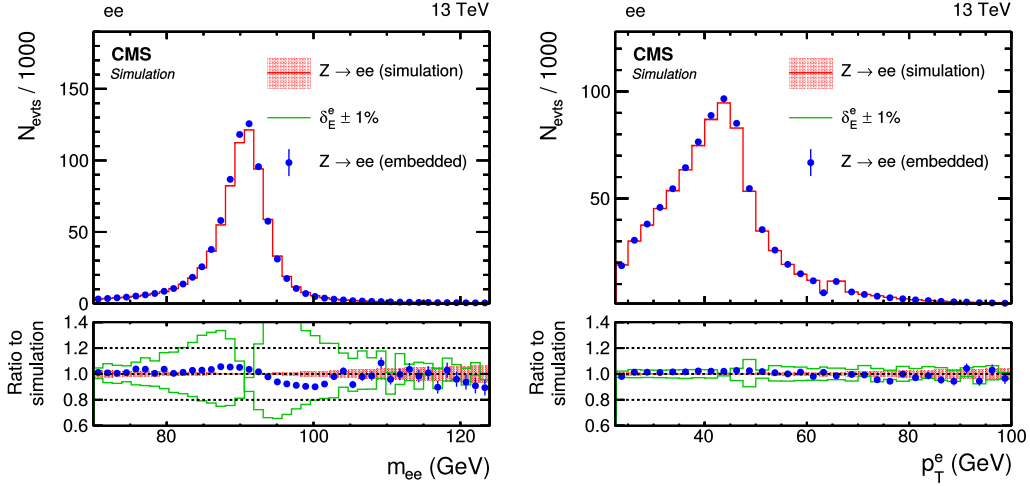 ee 13 TeV
CMS
Simulation
Z → ee (simulation)
δ_E^e ± 1%
Z → ee (embedded)
N_evts / 1000
150
100
50
0
Ratio to simulation
1.4
1.2
1.0
0.8
0.6
80 100 120
m_ee (GeV)
ee 13 TeV
CMS
Simulation
Z → ee (simulation)
δ_E^e ± 1%
Z → ee (embedded)
N_evts / 1000
100
50
Ratio to simulation
1.4
1.2
1.0
0.8
0.6
40 60 80 100
p_T^e (GeV)